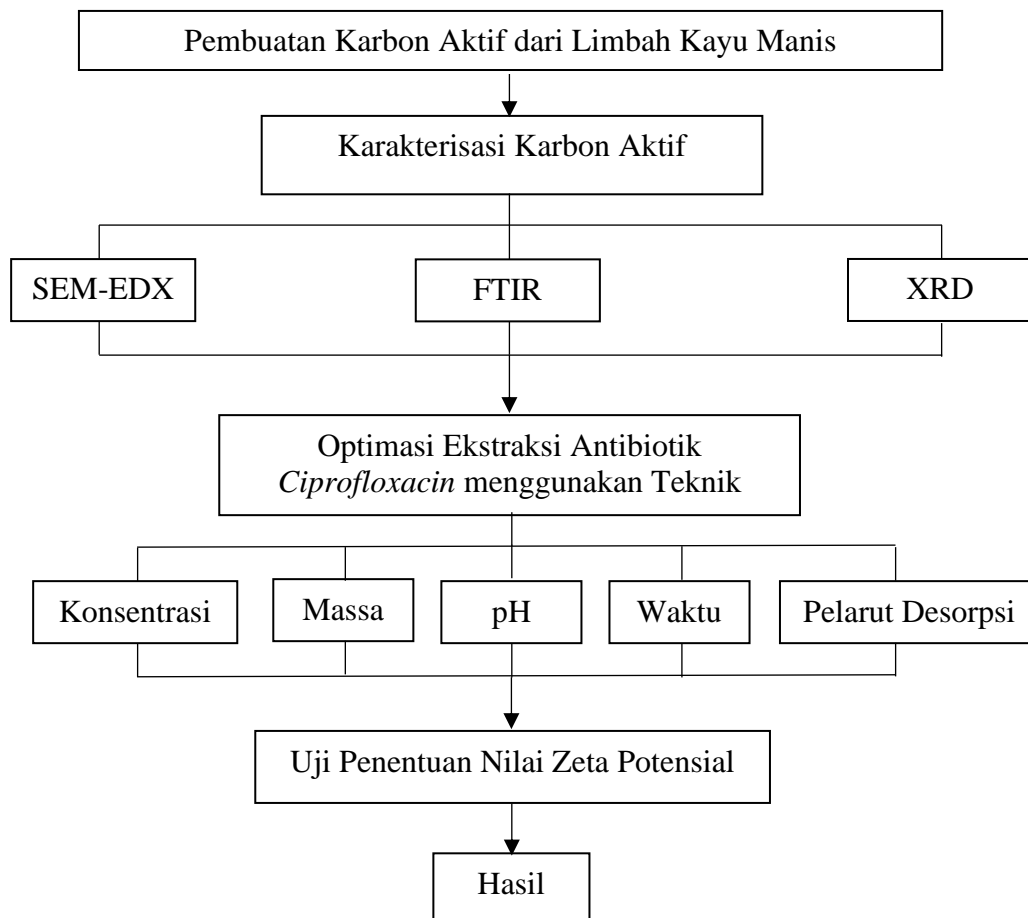 Pembuatan Karbon Aktif dari Limbah Kayu Manis
Karakterisasi Karbon Aktif
SEM-EDX
FTIR
XRD
Optimasi Ekstraksi Antibiotik
Ciprofloxacin menggunakan Teknik
Konsentrasi
Massa
pH
Waktu
Pelarut Desorpsi
Uji Penentuan Nilai Zeta Potensial
Hasil